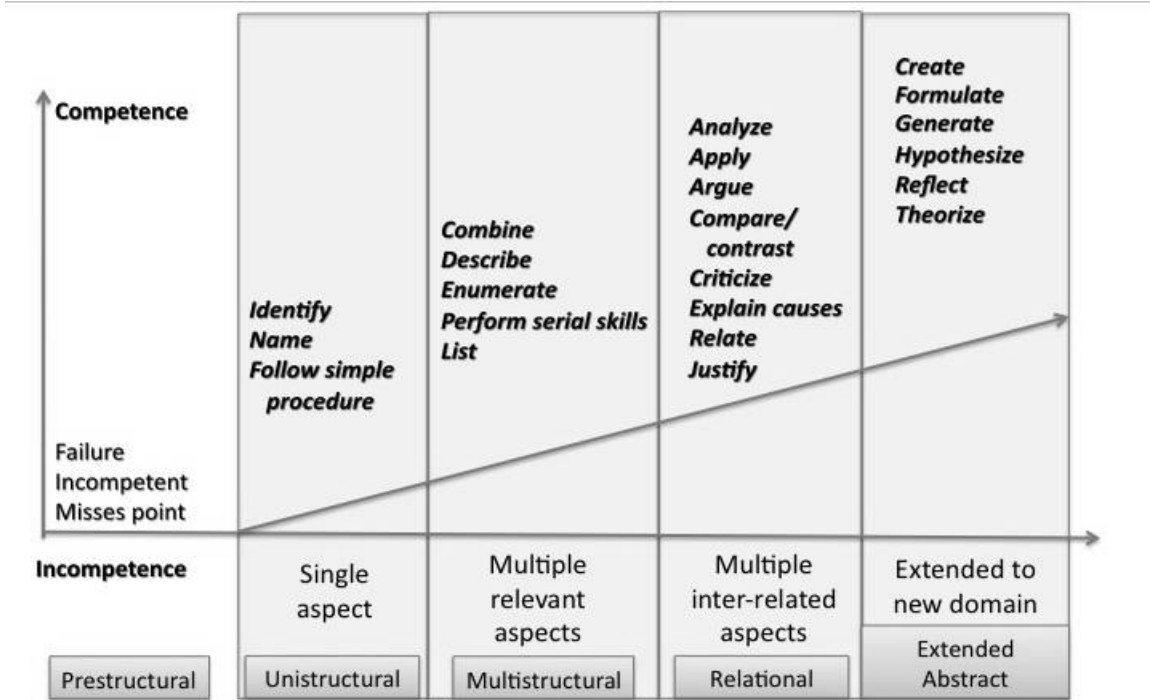 Competence
Failure
Incompetent
Misses point
Incompetence
Prestructural
Identify
Name
Follow simple
procedure
Single
aspect
Unistructural
Combine
Describe
Enumerate
Perform serial skills
List
Multiple
relevant
aspects
Multistructural
Analyze
Apply
Argue
Compare/
contrast
Criticize
Explain causes
Relate
Justify
Multiple
inter-related
aspects
Relational
Create
Formulate
Generate
Hypothesize
Reflect
Theorize
Extended to
new domain
Extended
Abstract